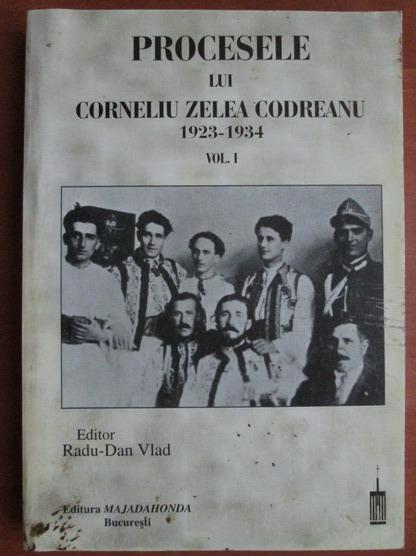 PROCESELE
LUI
CORNELIU ZELEA CODREANU
1923-1934
VOL. I
Editor
Radu-Dan Vlad
Editura MAJADAHONDA
Bucureşti